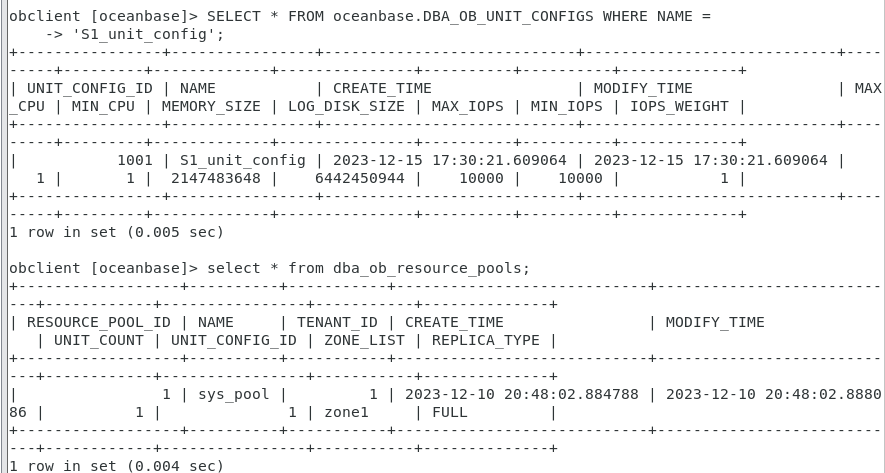 obclient [oceanbase]> SELECT * FROM oceanbase.DBA_OB_UNIT_CONFIGS WHERE NAME =
    -> 'S1_unit_config';
+----------------+----------------+----------------------------+----------------------------+----
-----+---------+-------------+---------------+----------+----------+-------------+
| UNIT_CONFIG_ID | NAME           | CREATE_TIME                | MODIFY_TIME                | MAX
_CPU | MIN_CPU | MEMORY_SIZE | LOG_DISK_SIZE | MAX_IOPS | MIN_IOPS | IOPS_WEIGHT |
+----------------+----------------+----------------------------+----------------------------+----
-----+---------+-------------+---------------+----------+----------+-------------+
|           1001 | S1_unit_config | 2023-12-15 17:30:21.609064 | 2023-12-15 17:30:21.609064 |
   1 |       1 |  2147483648 |    6442450944 |    10000 |    10000 |           1 |
+----------------+----------------+----------------------------+----------------------------+----
-----+---------+-------------+---------------+----------+----------+-------------+
1 row in set (0.005 sec)

obclient [oceanbase]> select * from dba_ob_resource_pools;
+------------------+----------+-----------+----------------------------+-------------------------
---+------------+----------------+-----------+--------------+
| RESOURCE_POOL_ID | NAME     | TENANT_ID | CREATE_TIME                | MODIFY_TIME
   | UNIT_COUNT | UNIT_CONFIG_ID | ZONE_LIST | REPLICA_TYPE |
+------------------+----------+-----------+----------------------------+-------------------------
---+------------+----------------+-----------+--------------+
|                1 | sys_pool |         1 | 2023-12-10 20:48:02.884788 | 2023-12-10 20:48:02.8880
86 |          1 |              1 | zone1     | FULL         |
+------------------+----------+-----------+----------------------------+-------------------------
---+------------+----------------+-----------+--------------+
1 row in set (0.004 sec)